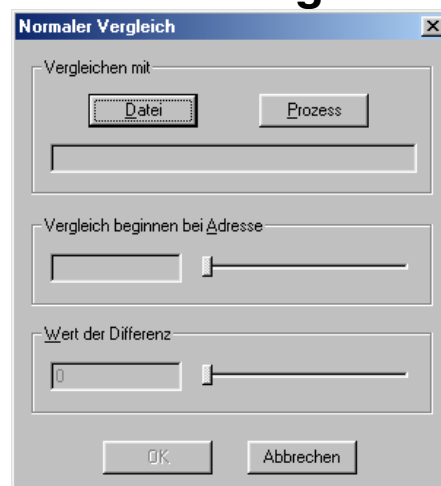 Normaler Vergleich
Vergleichen mit
Datei Prozess
Vergleich beginnen bei Adresse
Wert der Differenz
0
OK Abbrechen